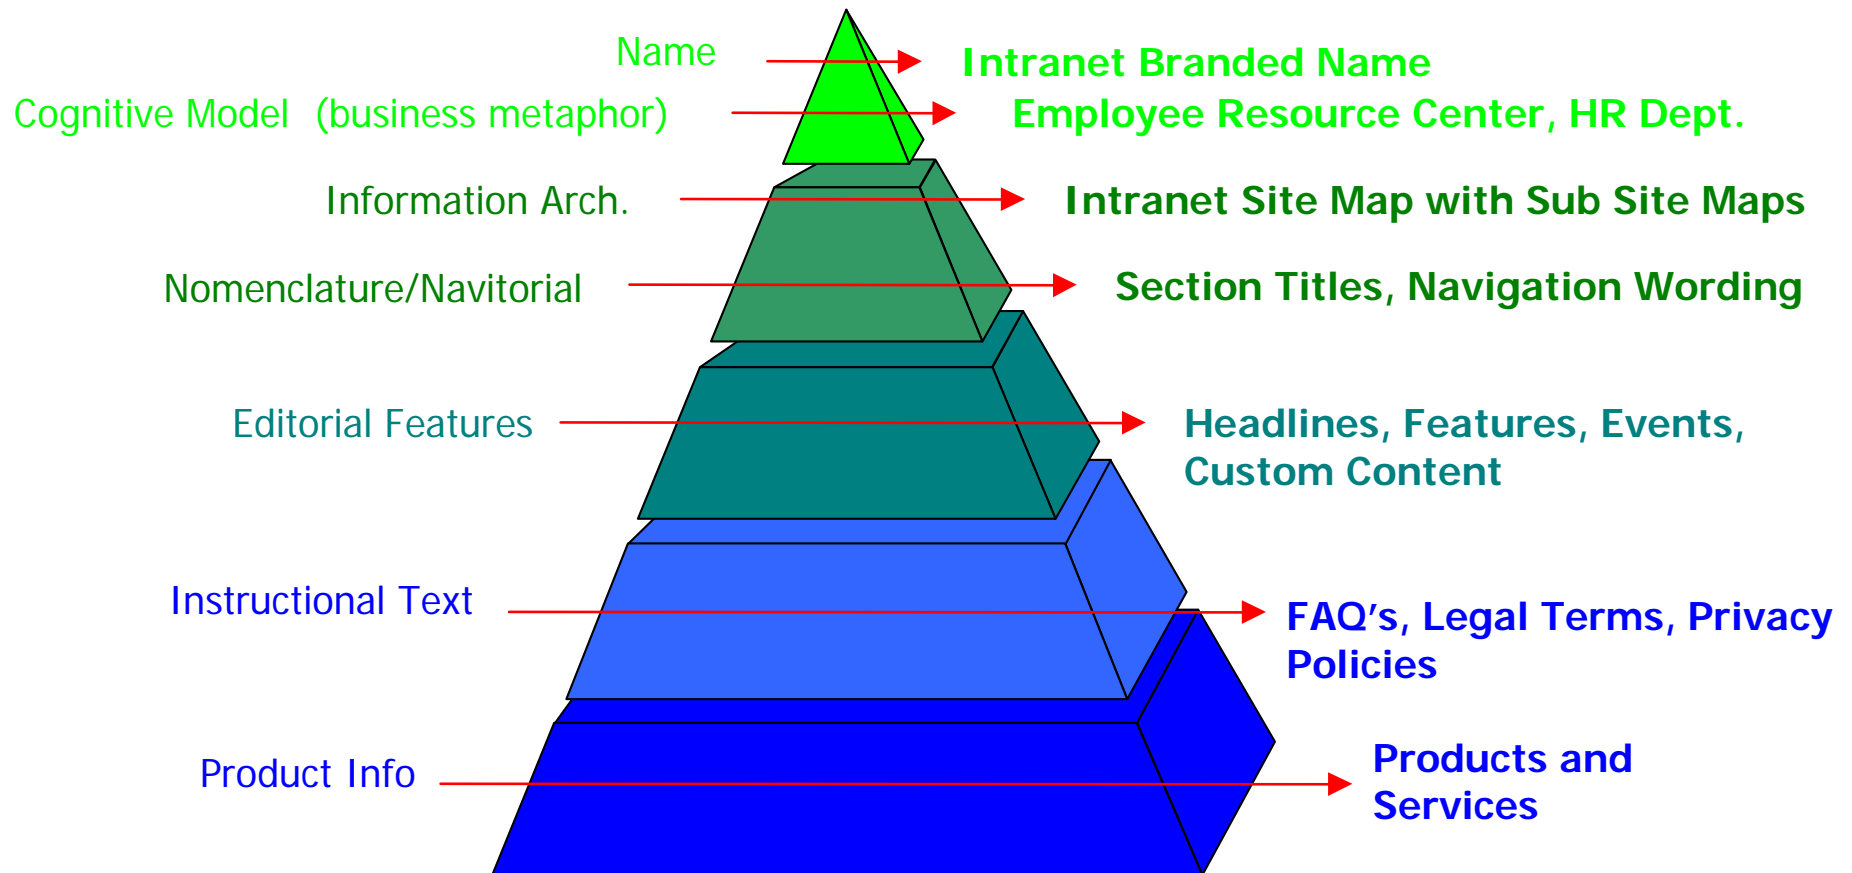 Name
Intranet Branded Name
Cognitive Model (business metaphor)
Employee Resource Center, HR Dept.
Information Arch.
Intranet Site Map with Sub Site Maps
Nomenclature/Navitorial
Section Titles, Navigation Wording
Editorial Features
Headlines, Features, Events,
Custom Content
Instructional Text
FAQ’s, Legal Terms, Privacy
Policies
Product Info
Products and
Services